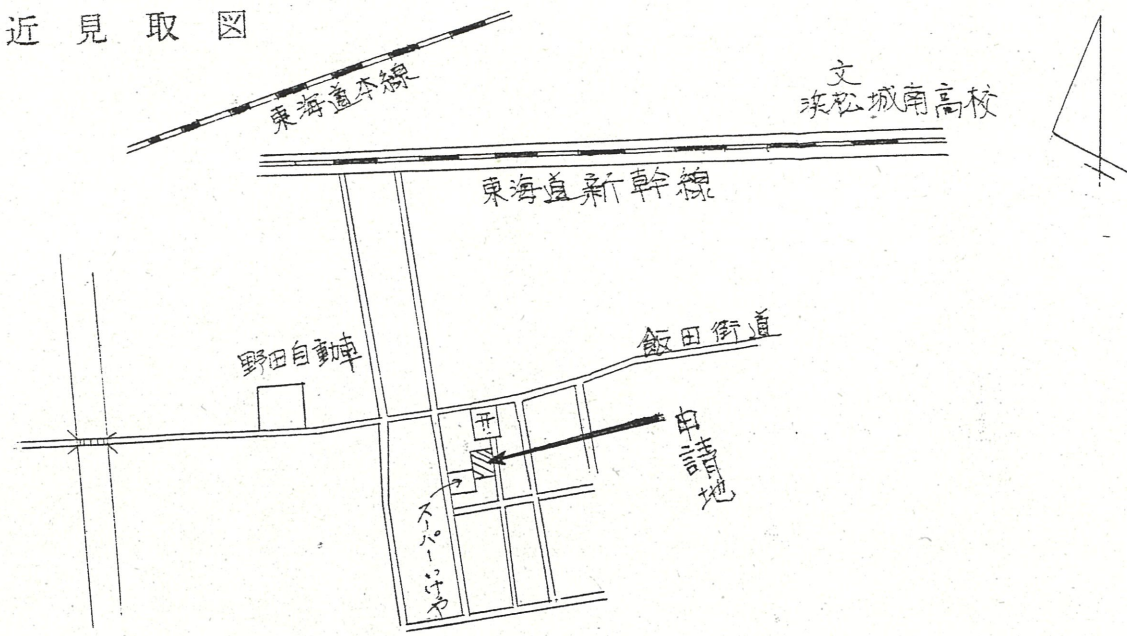 近見取図
東海道本線
文
浜松城南高校
東海道新幹線
飯田街道
野田自動車
开
申請地
スーパーいけや